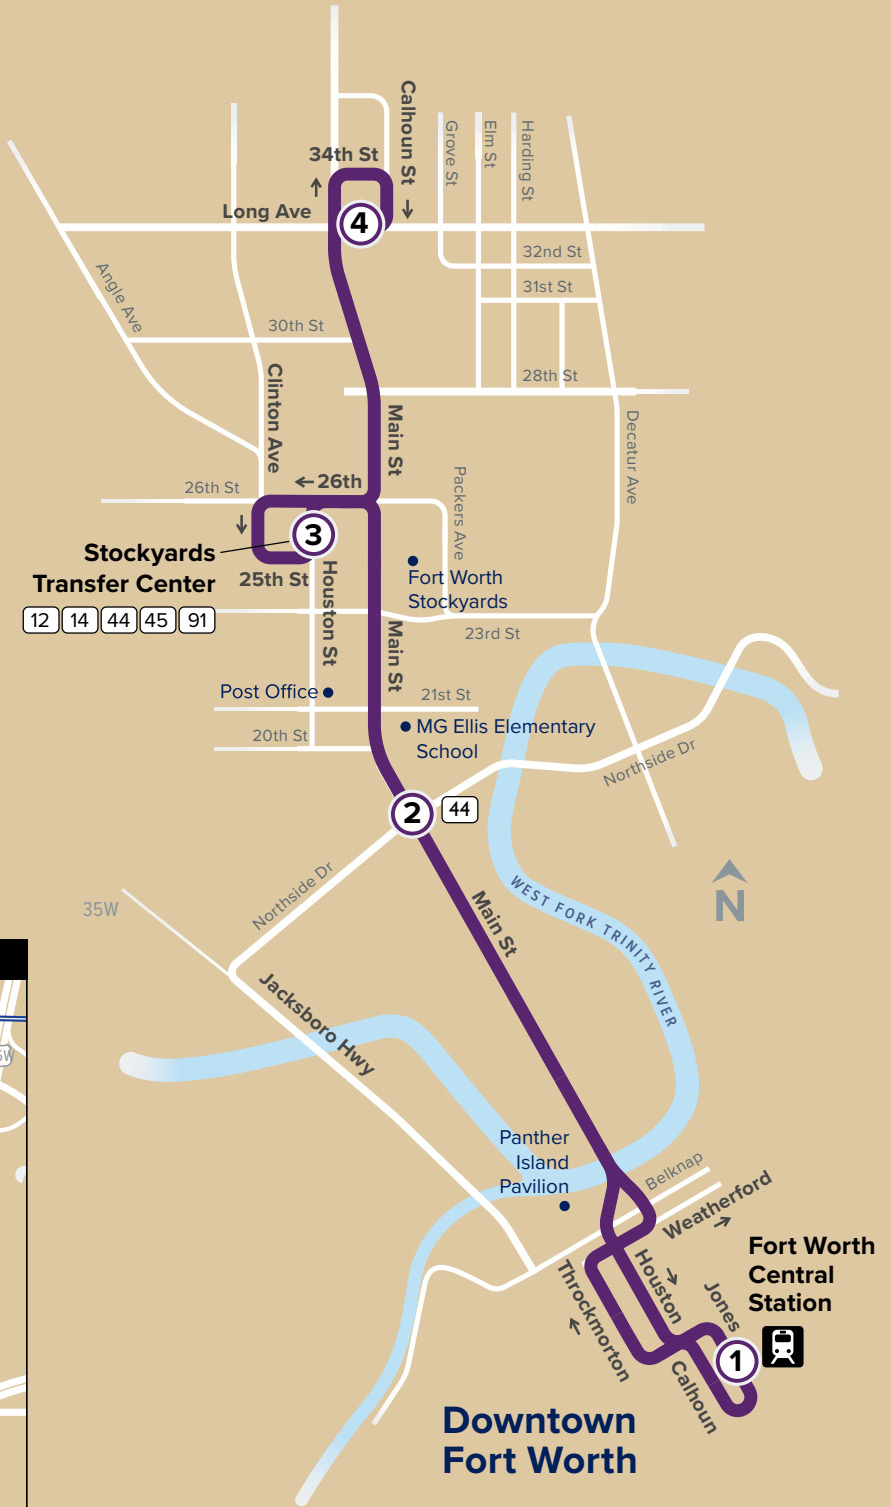 Calhoun St
Grove St
Elm St
Harding St
34th St
Long Ave
4
32nd St
31st St
Angle Ave
30th St
28th St
Clinton Ave
Main St
Decatur Ave
26th St
26th
Packers Ave
3
Stockyards
Transfer Center
12 14 44 45 91
25th St
Houston St
Fort Worth
Stockyards
Main St
23rd St
Post Office
21st St
MG Ellis Elementary
School
20th St
Northside Dr
2
44
Northside Dr
35W
Main St
WEST FORK TRINITY RIVER
N
Jacksboro Hwy
Panther
Island
Pavilion
Belknap
Weatherford
Fort Worth
Central
Station
Houston
Jones
Throckmorton
1
Calhoun
Downtown
Fort Worth